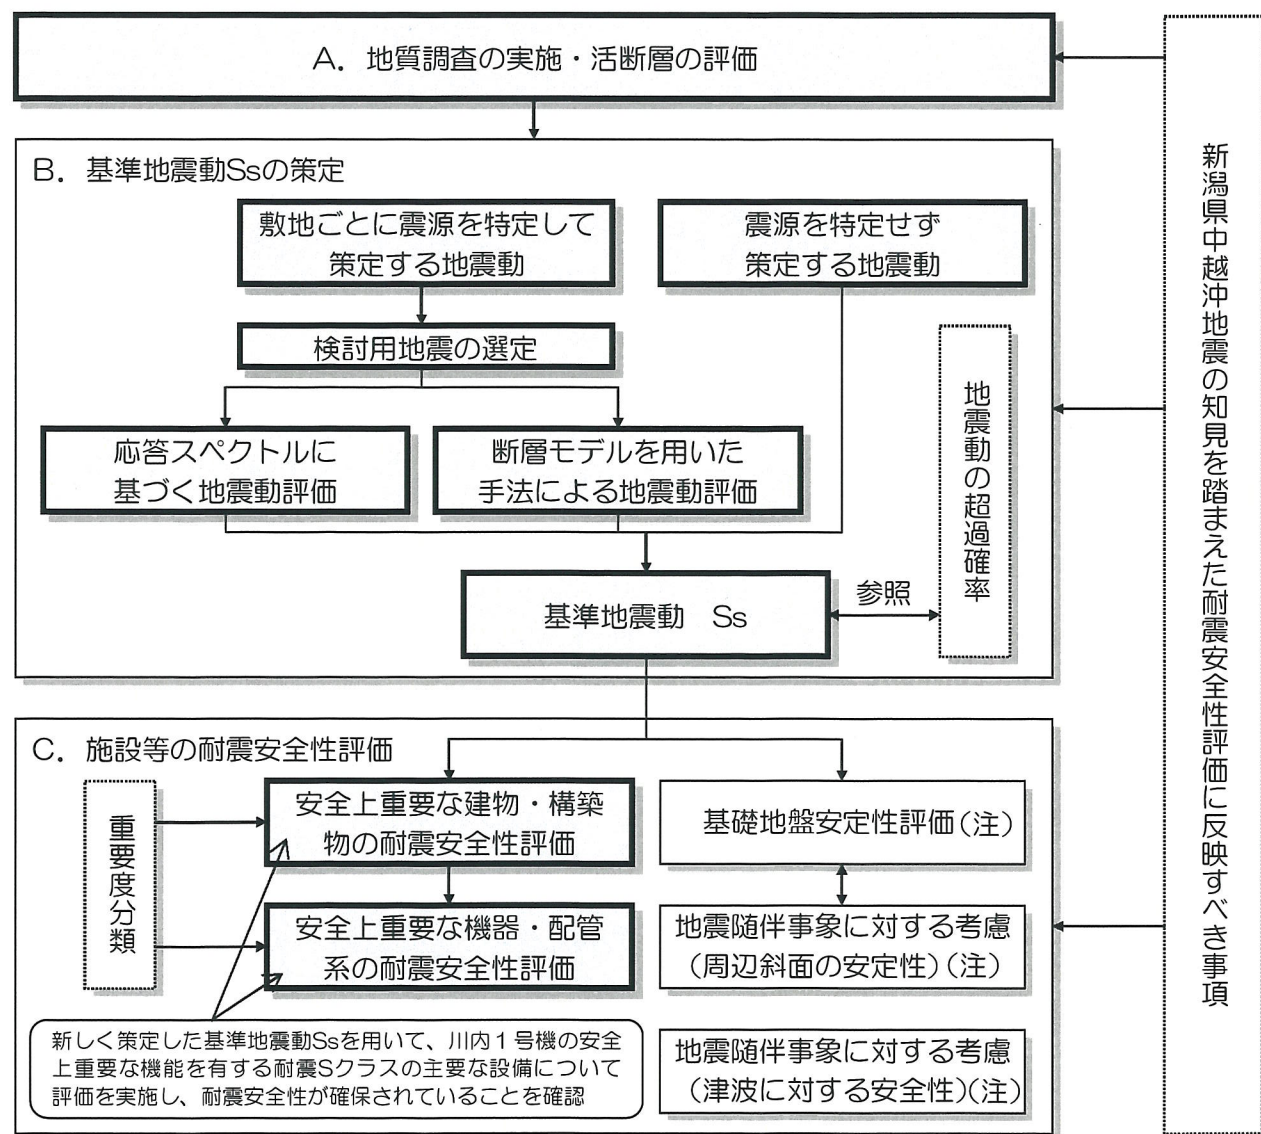 A．地質調査の実施・活断層の評価
B．基準地震動Ssの策定
敷地ごとに震源を特定して
策定する地震動
震源を特定せず
策定する地震動
検討用地震の選定
応答スペクトルに
基づく地震動評価
断層モデルを用いた
手法による地震動評価
地震動の超過確率
基準地震動　Ss
参照
C．施設等の耐震安全性評価
重要度分類
安全上重要な建物・構築
物の耐震安全性評価
基礎地盤安定性評価(注)
安全上重要な機器・配管
系の耐震安全性評価
地震随伴事象に対する考慮
（周辺斜面の安定性）(注)
新しく策定した基準地震動Ssを用いて、川内１号機の安全
上重要な機能を有する耐震Sクラスの主要な設備について
評価を実施し、耐震安全性が確保されていることを確認
地震随伴事象に対する考慮
（津波に対する安全性）(注)
新潟県中越沖地震の知見を踏まえた耐震安全性評価に反映すべき事項